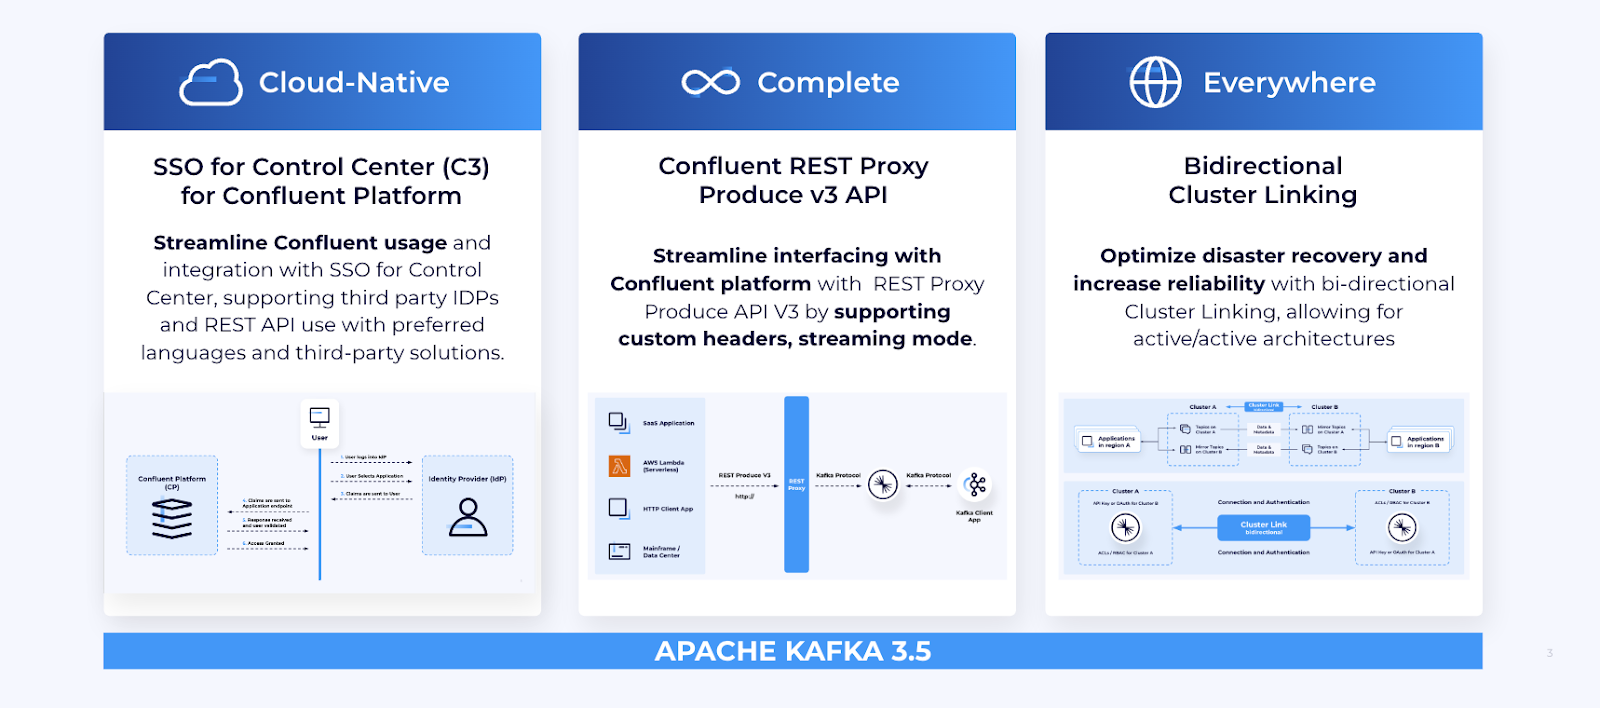 Cloud-Native
SSO for Control Center (C3)
for Confluent Platform
Streamline Confluent usage and
integration with SSO for Control
Center, supporting third party IDPs
and REST API use with preferred
languages and third-party solutions.
User
Confluent Platform
(CP)
Identity Provider (IdP)
1. User logs into IdP
2. User Selects Application
3. Claims are sent to User
4. Claims are sent to
Application endpoint
5. Response received
and user validated
6. Access Granted
Complete
Confluent REST Proxy
Produce v3 API
Streamline interfacing with
Confluent platform with  REST Proxy
Produce API V3 by supporting
custom headers, streaming mode.
SaaS Application
AWS Lambda
(Serverless)
HTTP Client App
Mainframe /
Data Center
REST Produce V3
http://
REST
Proxy
Kafka Protocol
Kafka Protocol
Kafka Client
App
Everywhere
Bidirectional
Cluster Linking
Optimize disaster recovery and
increase reliability with bi-directional
Cluster Linking, allowing for
active/active architectures
Cluster A
Cluster Link
bidirectional
Cluster B
Applications
in region A
Topics on
Cluster A
Data &
Metadata
Mirror Topics
on Cluster A
Mirror Topics
on Cluster B
Data &
Metadata
Topics on
Cluster B
Applications
in region B
Cluster A
API Key or OAuth for Cluster B
ACLs / RBAC for Cluster A
Connection and Authentication
Cluster Link
bidirectional
Connection and Authentication
Cluster B
ACLs / RBAC for Cluster B
API Key or OAuth for Cluster A
APACHE KAFKA 3.5
3